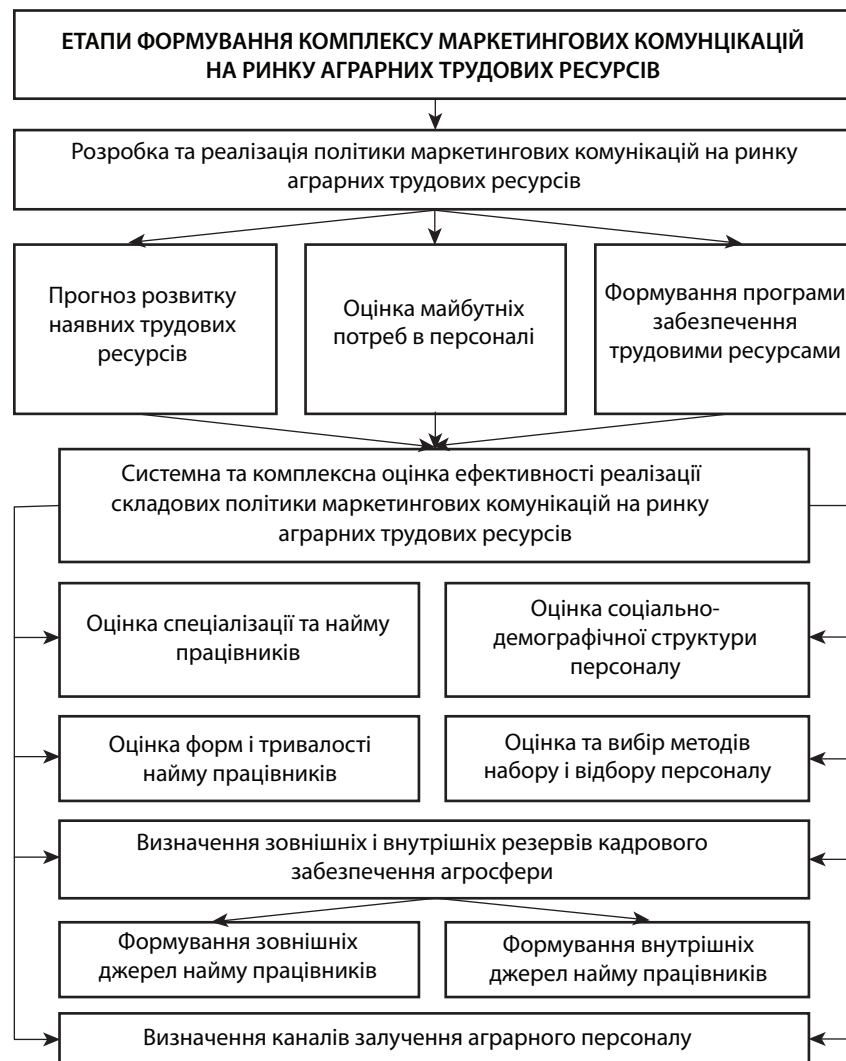 ЕТАПИ ФОРМУВАННЯ КОМПЛЕКСУ МАРКЕТИНГОВИХ КОМУНЦІКАЦІЙ
НА РИНКУ АГРАРНИХ ТРУДОВИХ РЕСУРСІВ
Розробка та реалізація політики маркетингових комунікацій на ринку
аграрних трудових ресурсів
Прогноз розвитку
наявних трудових
ресурсів
Оцінка майбутніх
потреб в персоналі
Формування програми
забезпечення
трудовими ресурсами
Системна та комплексна оцінка ефективності реалізації
складових політики маркетингових комунікацій на ринку
аграрних трудових ресурсів
Оцінка спеціалізації та найму
працівників
Оцінка соціально-
демографічної структури
персоналу
Оцінка форм і тривалості
найму працівників
Оцінка та вибір методів
набору і відбору персоналу
Визначення зовнішніх і внутрішніх резервів кадрового
забезпечення агросфери
Формування зовнішніх
джерел найму працівників
Формування внутрішніх
джерел найму працівників
Визначення каналів залучення аграрного персоналу